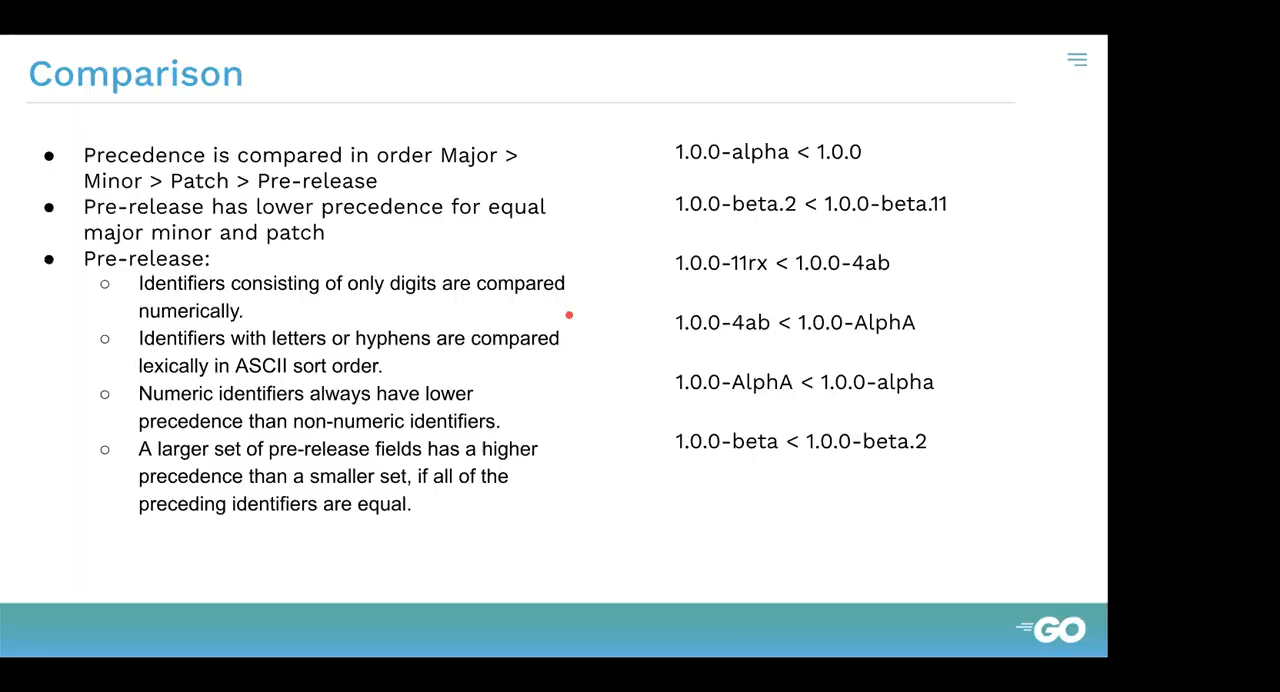 Comparison
● Precedence is compared in order Major >
Minor > Patch > Pre-release
● Pre-release has lower precedence for equal
major minor and patch
● Pre-release:
○ Identifiers consisting of only digits are compared
numerically.
○ Identifiers with letters or hyphens are compared
lexically in ASCII sort order.
○ Numeric identifiers always have lower
precedence than non-numeric identifiers.
○ A larger set of pre-release fields has a higher
precedence than a smaller set, if all of the
preceding identifiers are equal.
1.0.0-alpha < 1.0.0
1.0.0-beta.2 < 1.0.0-beta.11
1.0.0-11rx < 1.0.0-4ab
1.0.0-4ab < 1.0.0-AlphA
1.0.0-AlphA < 1.0.0-alpha
1.0.0-beta < 1.0.0-beta.2
GO